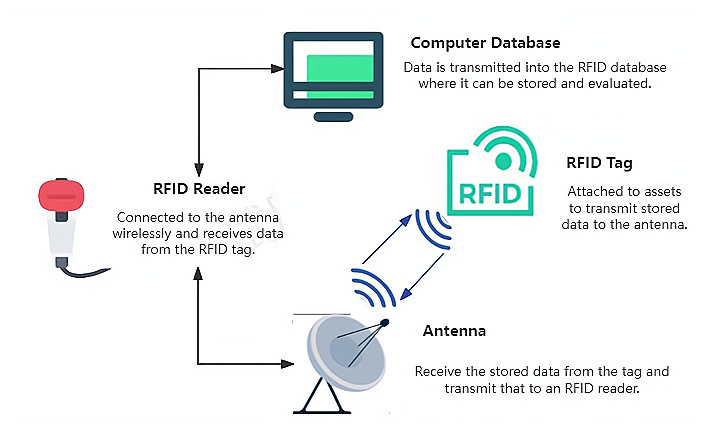 Computer Database
Data is transmitted into the RFID database
where it can be stored and evaluated.
RFID Tag
RFID
Attached to assets
to transmit stored
data to the antenna.
RFID Reader
Connected to the antenna
wirelessly and receives data
from the RFID tag.
Antenna
Receive the stored data from the tag and
transmit that to an RFID reader.